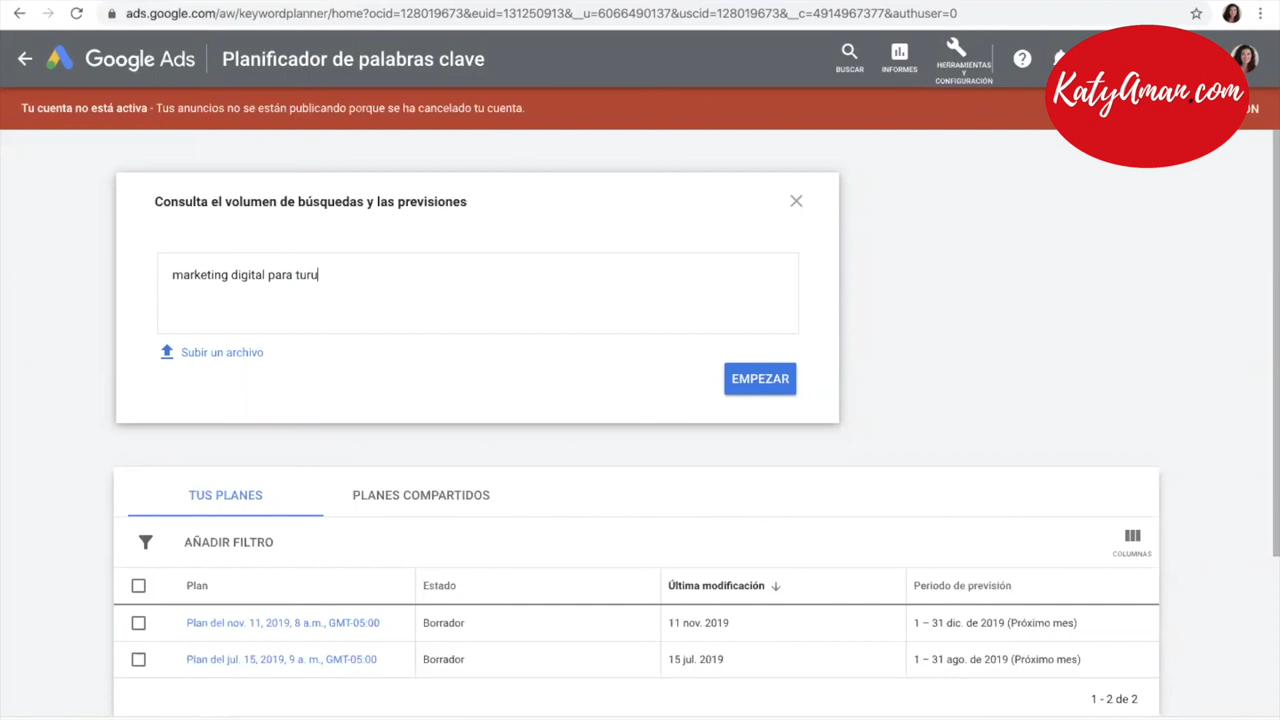 ads.google.com/aw/keywordplanner/home?ocid=128019673&euid=131250913&__u=6066490137&uscid=128019673&__c=4914967377&authuser=0
Google Ads
Planificador de palabras clave
BUSCAR
INFORMES
HERRAMIENTAS
Y
CONFIGURACIÓN
KatyAman.com
Tu cuenta no está activa - Tus anuncios no se están publicando porque se ha cancelado tu cuenta.
Consulta el volumen de búsquedas y las previsiones
marketing digital para turu
Subir un archivo
EMPEZAR
TUS PLANES
PLANES COMPARTIDOS
AÑADIR FILTRO
COLUMNAS
Plan Estado Última modificación Periodo de previsión
Plan del nov. 11, 2019, 8 a.m., GMT-05:00 Borrador 11 nov. 2019 1 – 31 dic. de 2019 (Próximo mes)
Plan del jul. 15, 2019, 9 a. m., GMT-05:00 Borrador 15 jul. 2019 1 – 31 ago. de 2019 (Próximo mes)
1 - 2 de 2